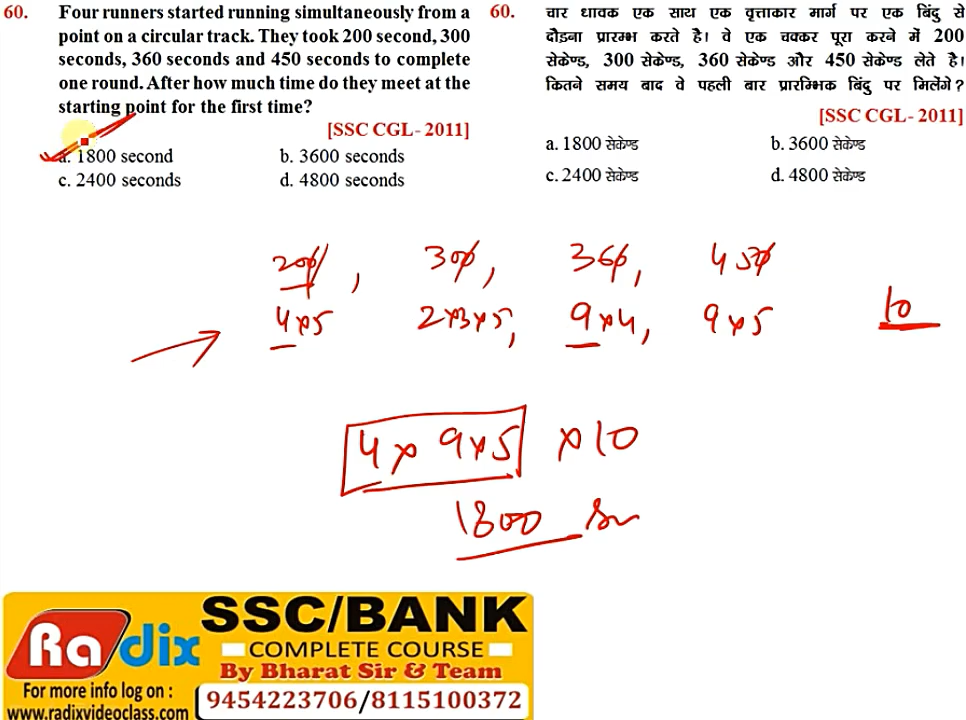 60. Four runners started running simultaneously from a
point on a circular track. They took 200 second, 300
seconds, 360 seconds and 450 seconds to complete
one round. After how much time do they meet at the
starting point for the first time?
[SSC CGL- 2011]
a. 1800 second b. 3600 seconds
c. 2400 seconds d. 4800 seconds
60. चार धावक एक साथ एक वृत्ताकार मार्ग पर एक बिंदु से
दौड़ना प्रारम्भ करते है। वे एक चक्कर पूरा करने में 200
सेकेण्ड, 300 सेकेण्ड, 360 सेकेण्ड और 450 सेकेण्ड लेते है।
कितने समय बाद वे पहली बार प्रारम्भिक बिंदु पर मिलेंगे?
[SSC CGL- 2011]
a. 1800 सेकेण्ड b. 3600 सेकेण्ड
c. 2400 सेकेण्ड d. 4800 सेकेण्ड
200, 300, 360, 450
4×5 2×3×5, 9×4, 9×5 10
4× 9×5 ×10
1800
Radix
SSC/BANK
COMPLETE COURSE
By Bharat Sir & Team
For more info log on :
www.radixvideoclass.com
9454223706/8115100372